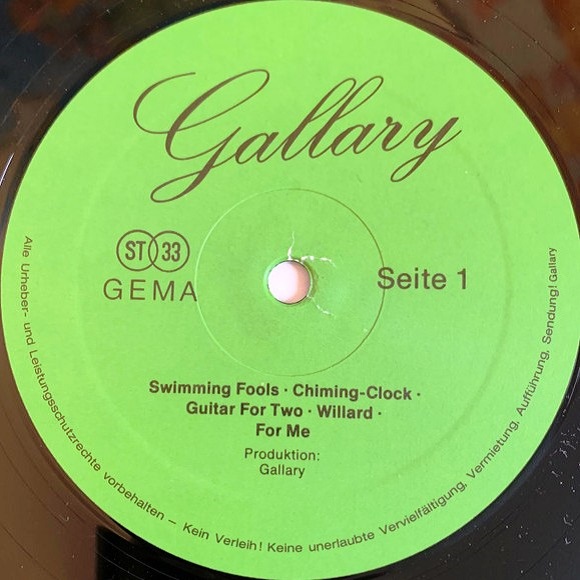 Gallary
ST 33
GEMA
Seite 1
Swimming Fools · Chiming-Clock ·
Guitar For Two · Willard ·
For Me
Produktion:
Gallary
Alle Urheber- und Leistungsschutzrechte vorbehalten – Kein Verleih! Keine unerlaubte Vervielfältigung, Vermietung, Aufführung, Sendung! Gallary